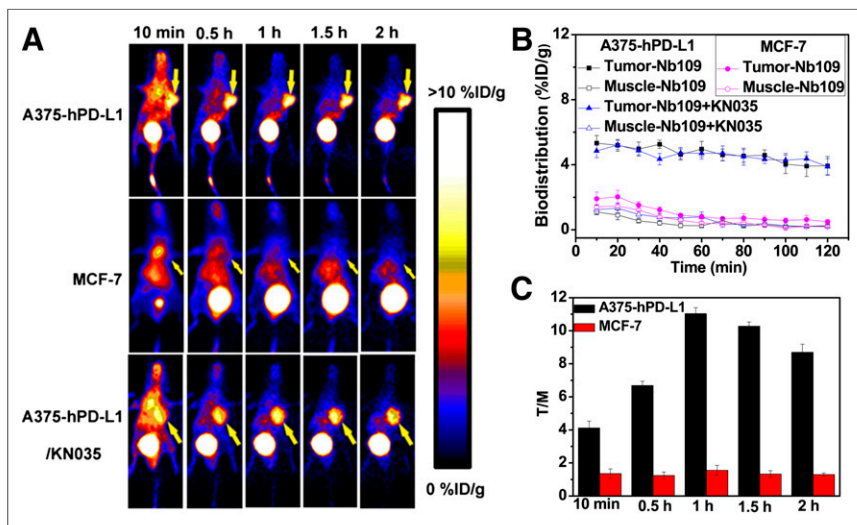 A
10 min 0.5 h 1 h 1.5 h 2 h
A375-hPD-L1
MCF-7
A375-hPD-L1
/KN035
>10 %ID/g
0 %ID/g
B
Biodistribution (%ID/g)
12
8
4
0
A375-hPD-L1
Tumor-Nb109
Muscle-Nb109
Tumor-Nb109+KN035
Muscle-Nb109+KN035
MCF-7
Tumor-Nb109
Muscle-Nb109
0 20 40 60 80 100 120
Time (min)
C
T/M
12
10
8
6
4
2
0
A375-hPD-L1
MCF-7
10 min 0.5 h 1 h 1.5 h 2 h